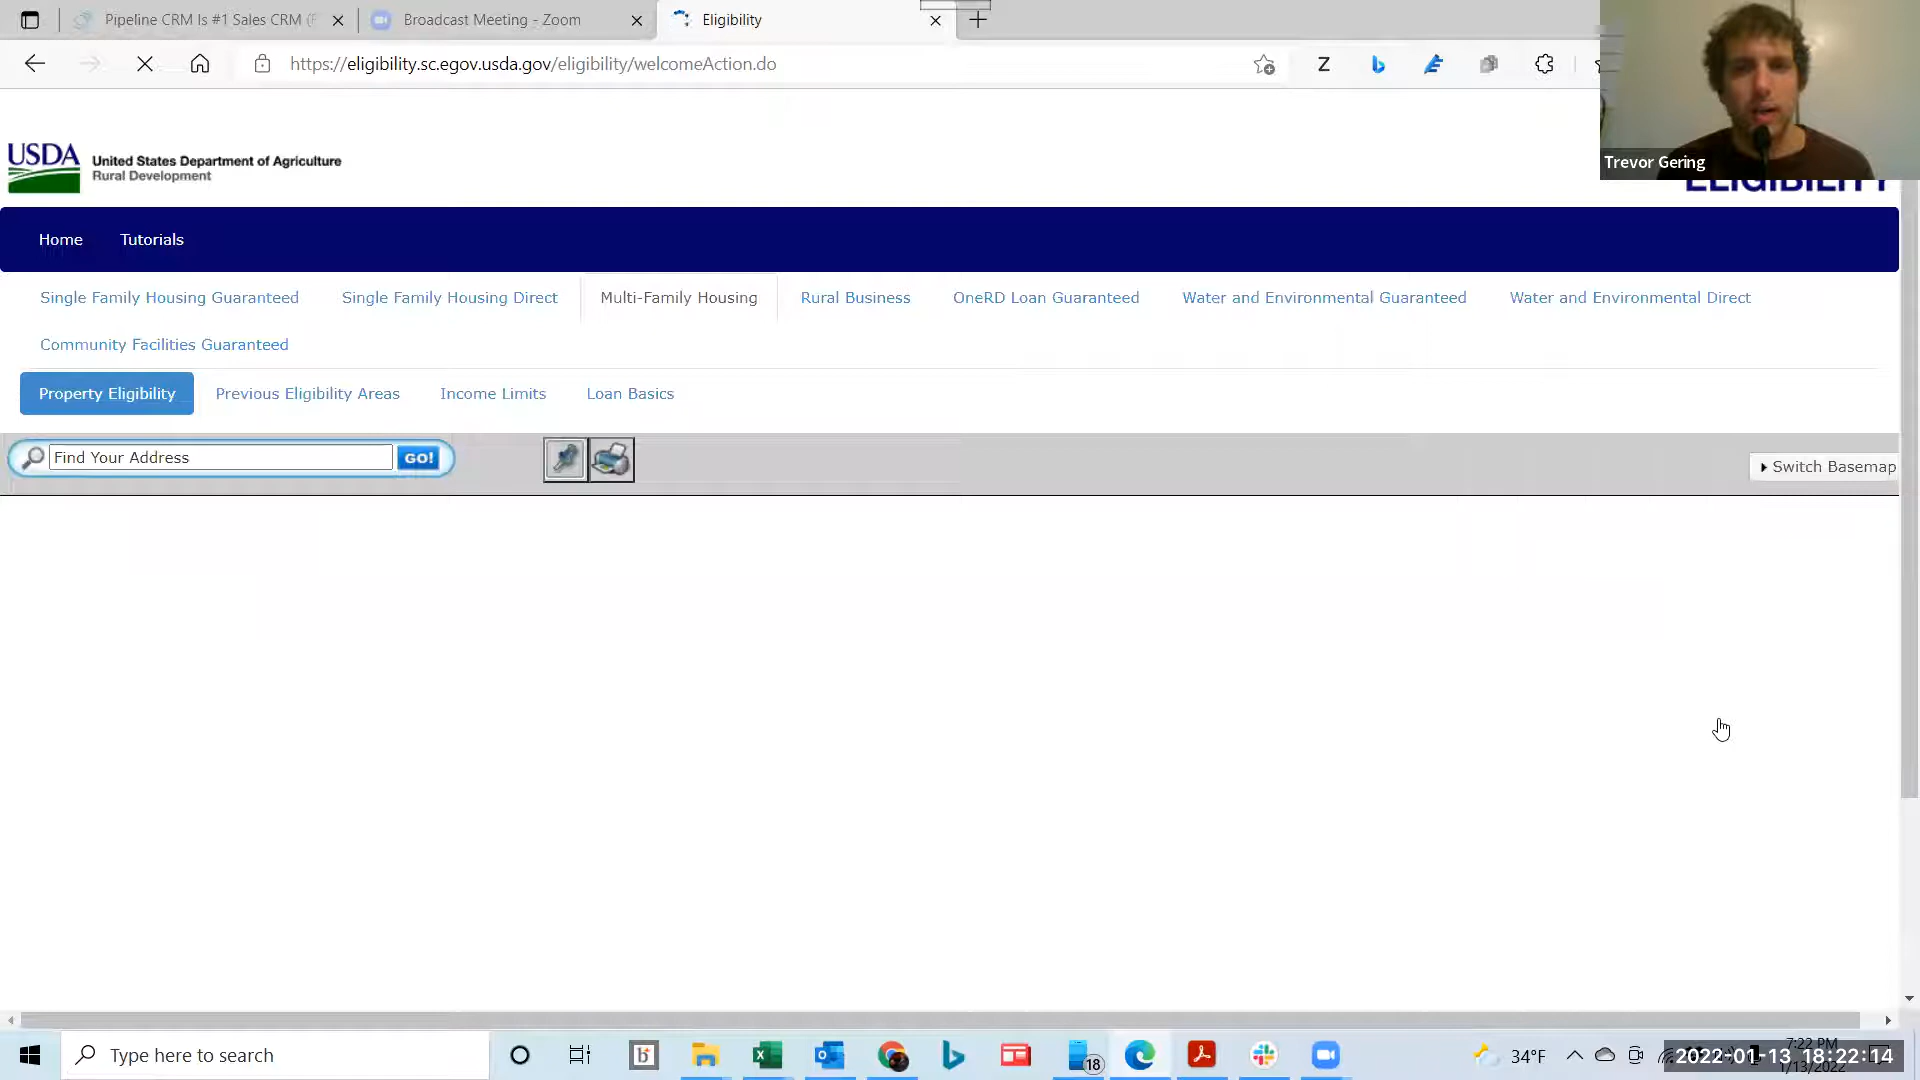 Pipeline CRM Is #1 Sales CRM (F
Broadcast Meeting - Zoom
Eligibility
https://eligibility.sc.egov.usda.gov/eligibility/welcomeAction.do
Z
Trevor Gering
USDA
United States Department of Agriculture
Rural Development
ELIGIBILITY
Home
Tutorials
Single Family Housing Guaranteed
Single Family Housing Direct
Multi-Family Housing
Rural Business
OneRD Loan Guaranteed
Water and Environmental Guaranteed
Water and Environmental Direct
Community Facilities Guaranteed
Property Eligibility
Previous Eligibility Areas
Income Limits
Loan Basics
Find Your Address
GO!
Switch Basemap
Type here to search
18
34°F
7:22 PM
2022-01-13 18:22:14
1/13/2022